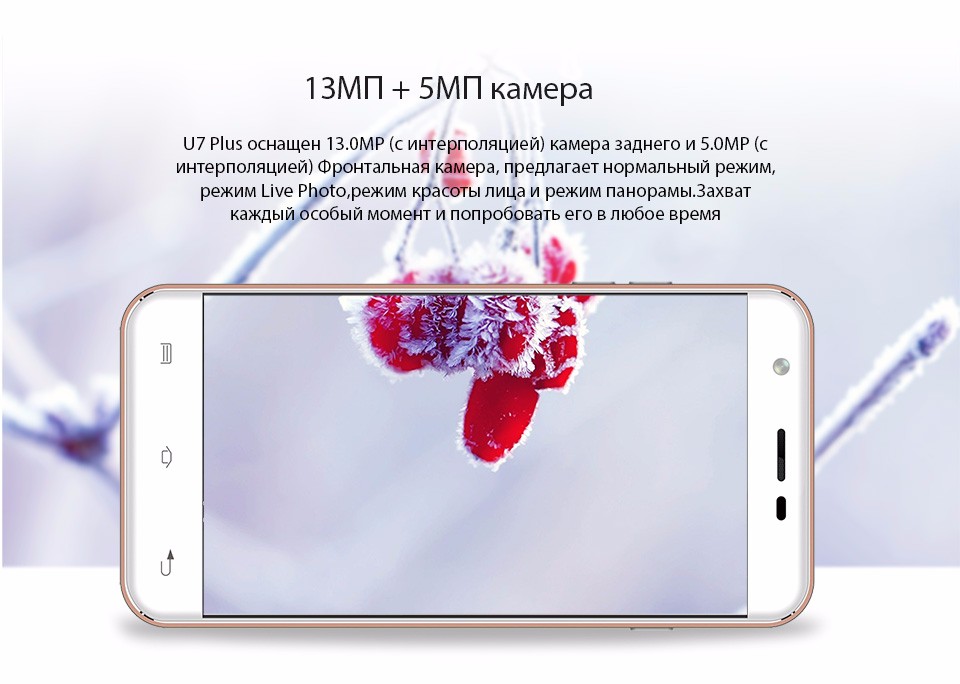 13МП + 5МП камера
U7 Plus оснащен 13.0MP (с интерполяцией) камера заднего и 5.0MP (с
интерполяцией) Фронтальная камера, предлагает нормальный режим,
режим Live Photo,режим красоты лица и режим панорамы.Захват
каждый особый момент и попробовать его в любое время